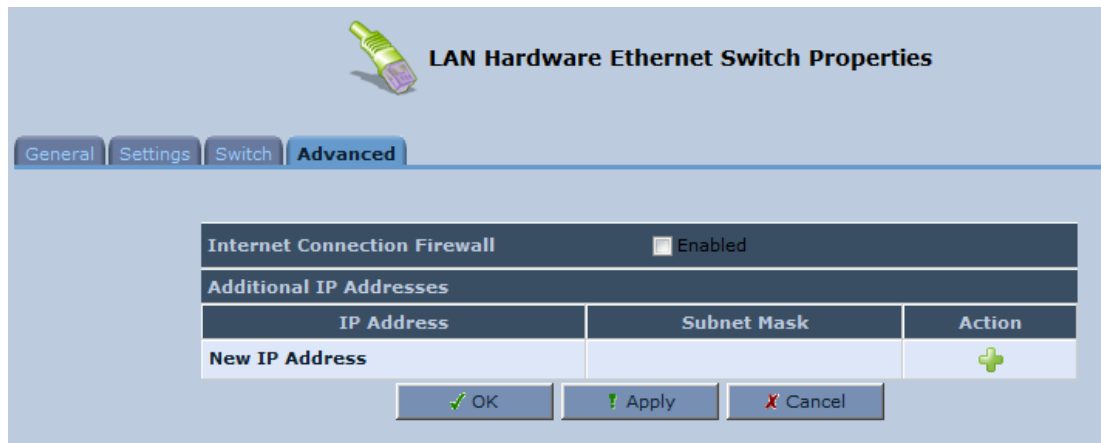 LAN Hardware Ethernet Switch Properties
General Settings Switch Advanced
Internet Connection Firewall Enabled
Additional IP Addresses
IP Address Subnet Mask Action
New IP Address
OK Apply Cancel